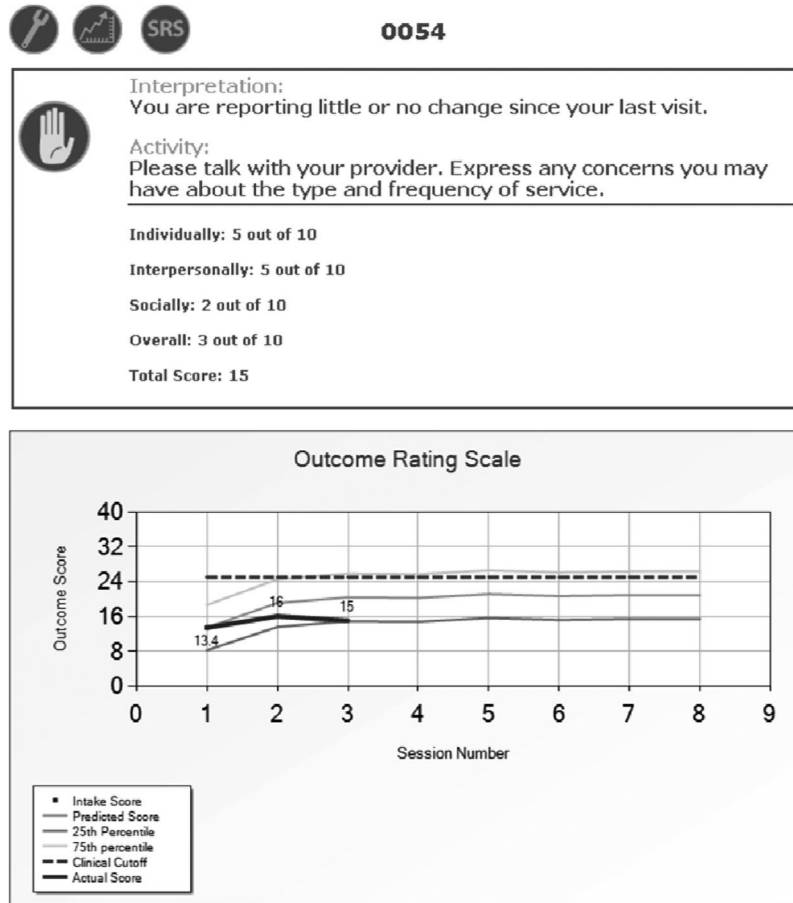 SRS
0054
Interpretation:
You are reporting little or no change since your last visit.
Activity:
Please talk with your provider. Express any concerns you may
have about the type and frequency of service.
Individually: 5 out of 10
Interpersonally: 5 out of 10
Socially: 2 out of 10
Overall: 3 out of 10
Total Score: 15
Outcome Rating Scale
Outcome Score
40
32
24
16
8
0
13.4
16
15
0 1 2 3 4 5 6 7 8 9
Session Number
Intake Score
Predicted Score
25th Percentile
75th percentile
Clinical Cutoff
Actual Score